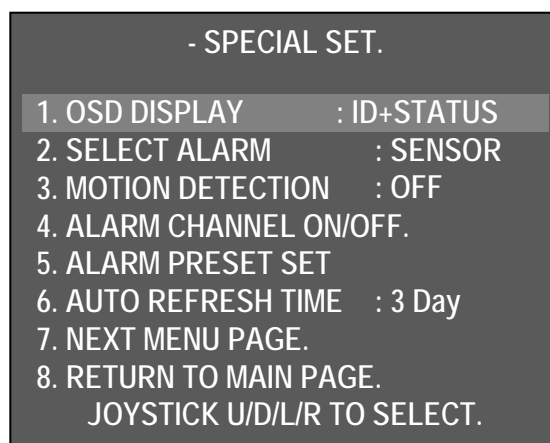 - SPECIAL SET.
1. OSD DISPLAY : ID+STATUS
2. SELECT ALARM : SENSOR
3. MOTION DETECTION : OFF
4. ALARM CHANNEL ON/OFF.
5. ALARM PRESET SET
6. AUTO REFRESH TIME : 3 Day
7. NEXT MENU PAGE.
8. RETURN TO MAIN PAGE.
JOYSTICK U/D/L/R TO SELECT.